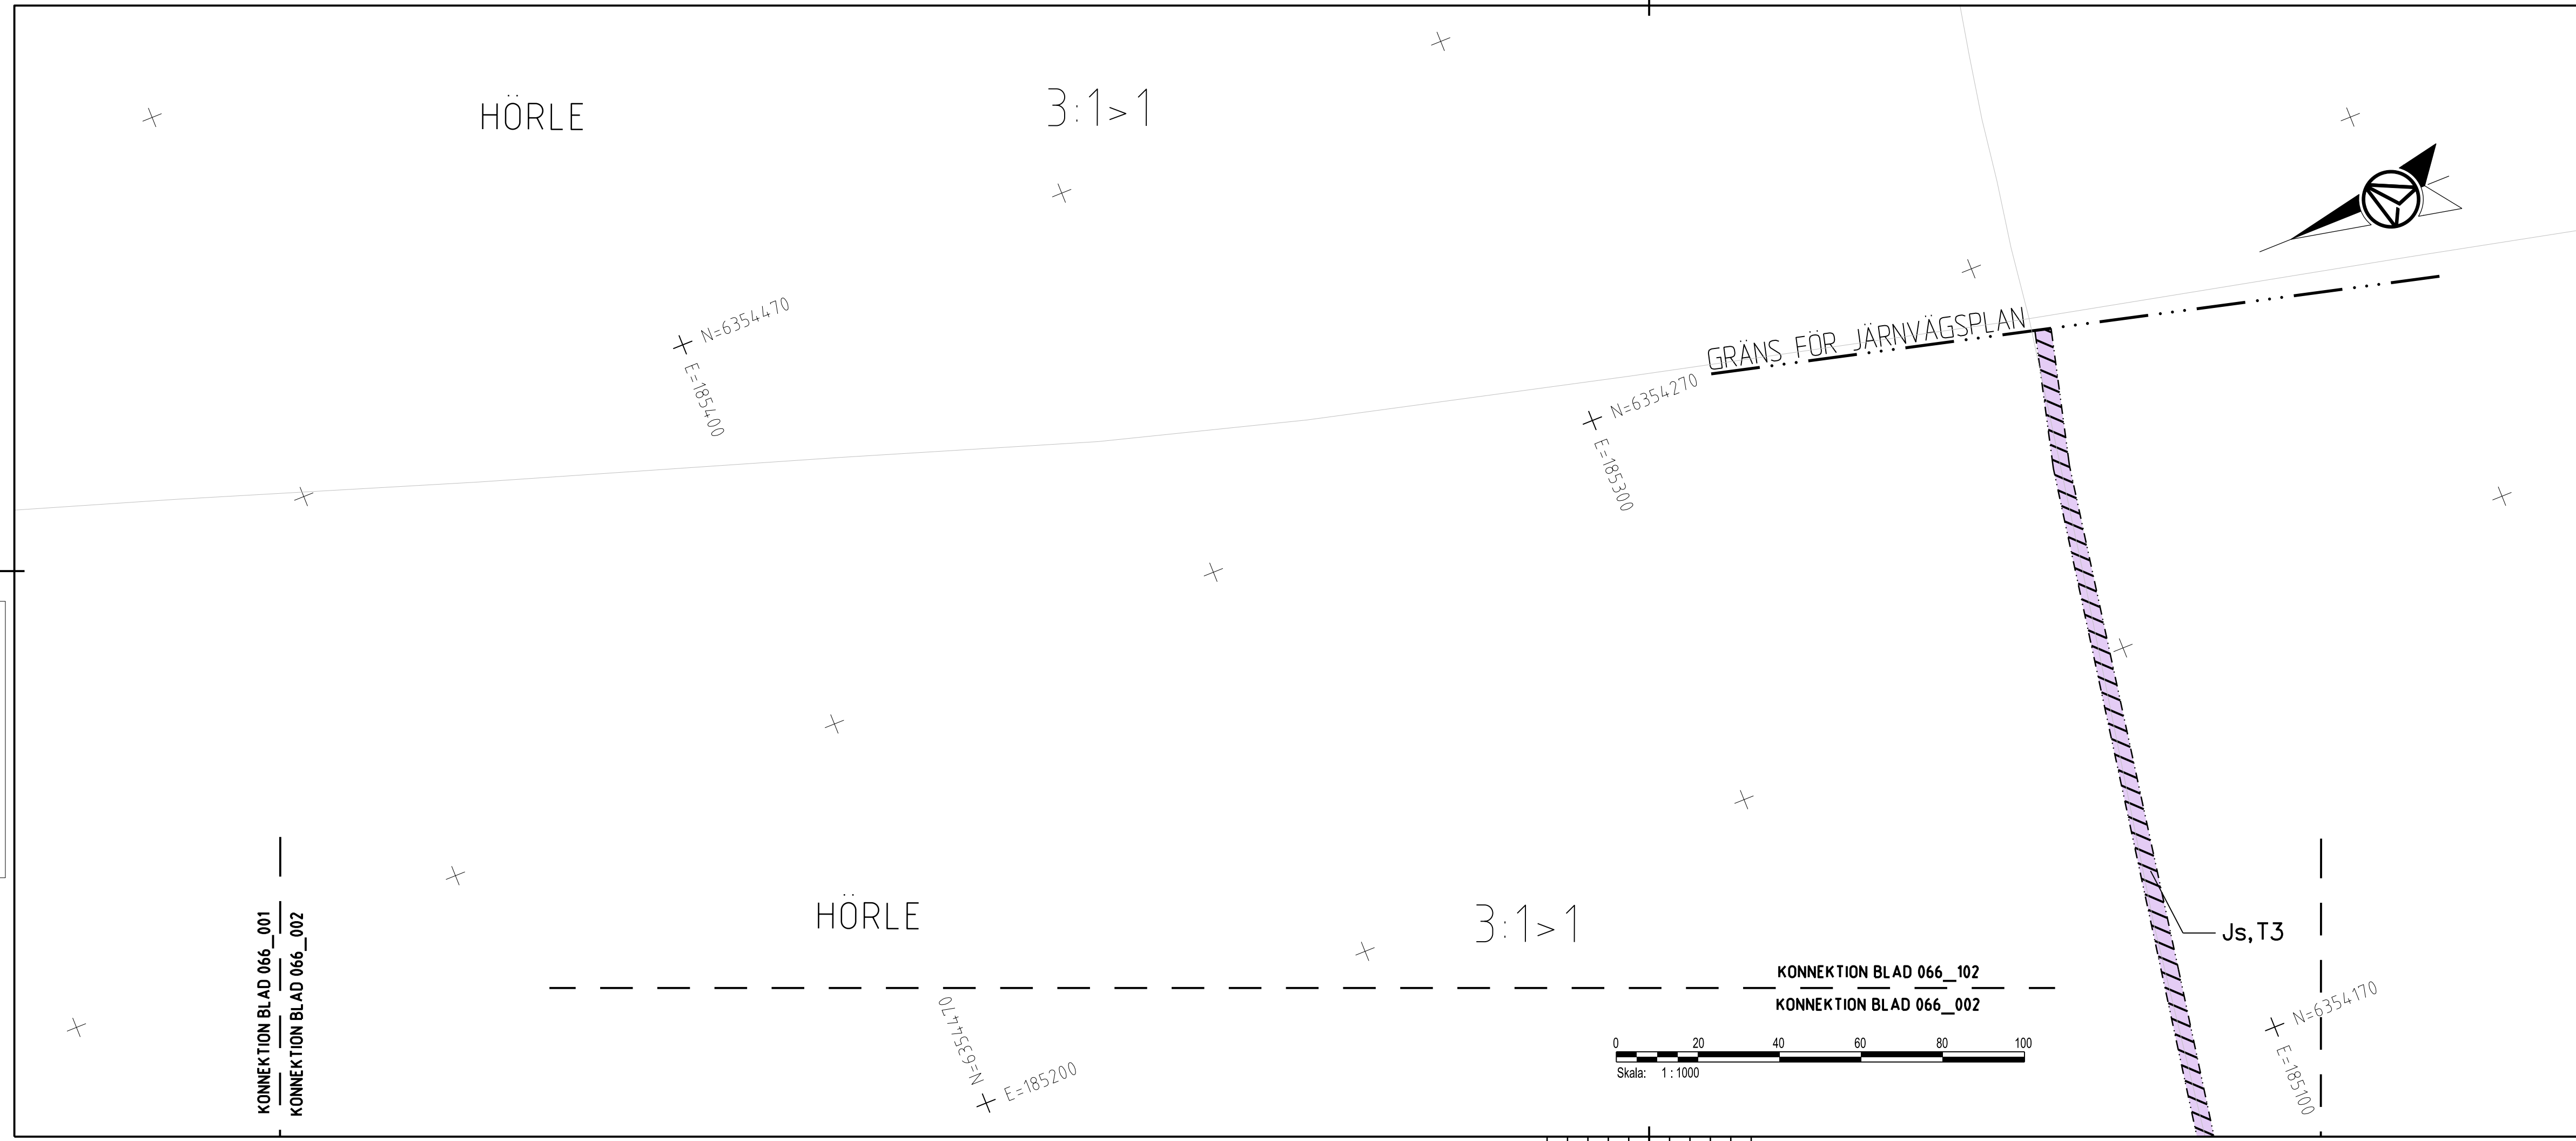 HÖRLE
3:1>1
N=6354470
E=185400
GRÄNS FÖR JÄRNVÄGSPLAN
N=6354270
E=185300
HÖRLE
3:1>1
Js,T3
KONNEKTION BLAD 066_001
KONNEKTION BLAD 066_002
KONNEKTION BLAD 066_102
KONNEKTION BLAD 066_002
N=6354470
E=185200
0 20 40 60 80 100
Skala: 1 : 1000
N=6354170
E=185100